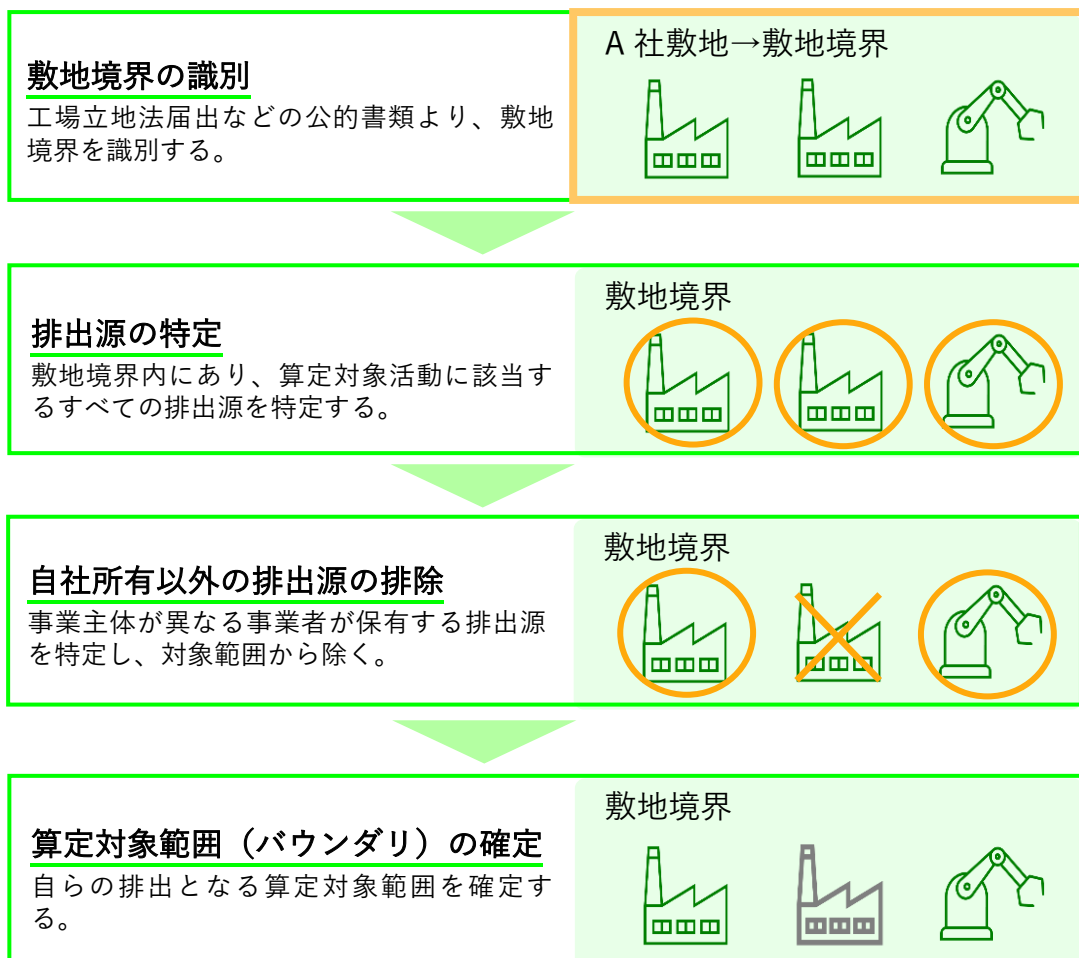 敷地境界の識別
工場立地法届出などの公的書類より、敷地
境界を識別する。
A 社敷地→敷地境界
排出源の特定
敷地境界内にあり、算定対象活動に該当す
るすべての排出源を特定する。
敷地境界
自社所有以外の排出源の排除
事業主体が異なる事業者が保有する排出源
を特定し、対象範囲から除く。
敷地境界
算定対象範囲（バウンダリ）の確定
自らの排出となる算定対象範囲を確定す
る。
敷地境界